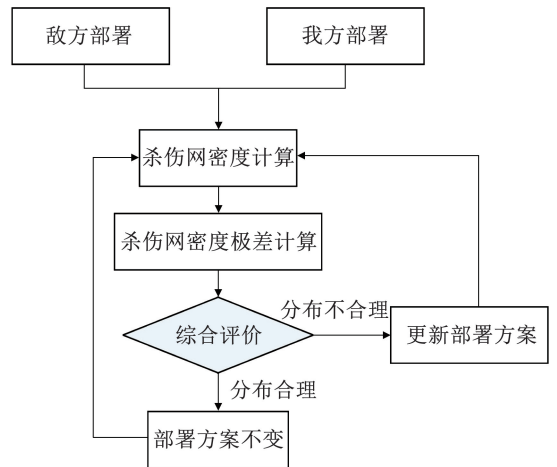 敌方部署
我方部署
杀伤网密度计算
杀伤网密度极差计算
综合评价
分布不合理
更新部署方案
分布合理
部署方案不变